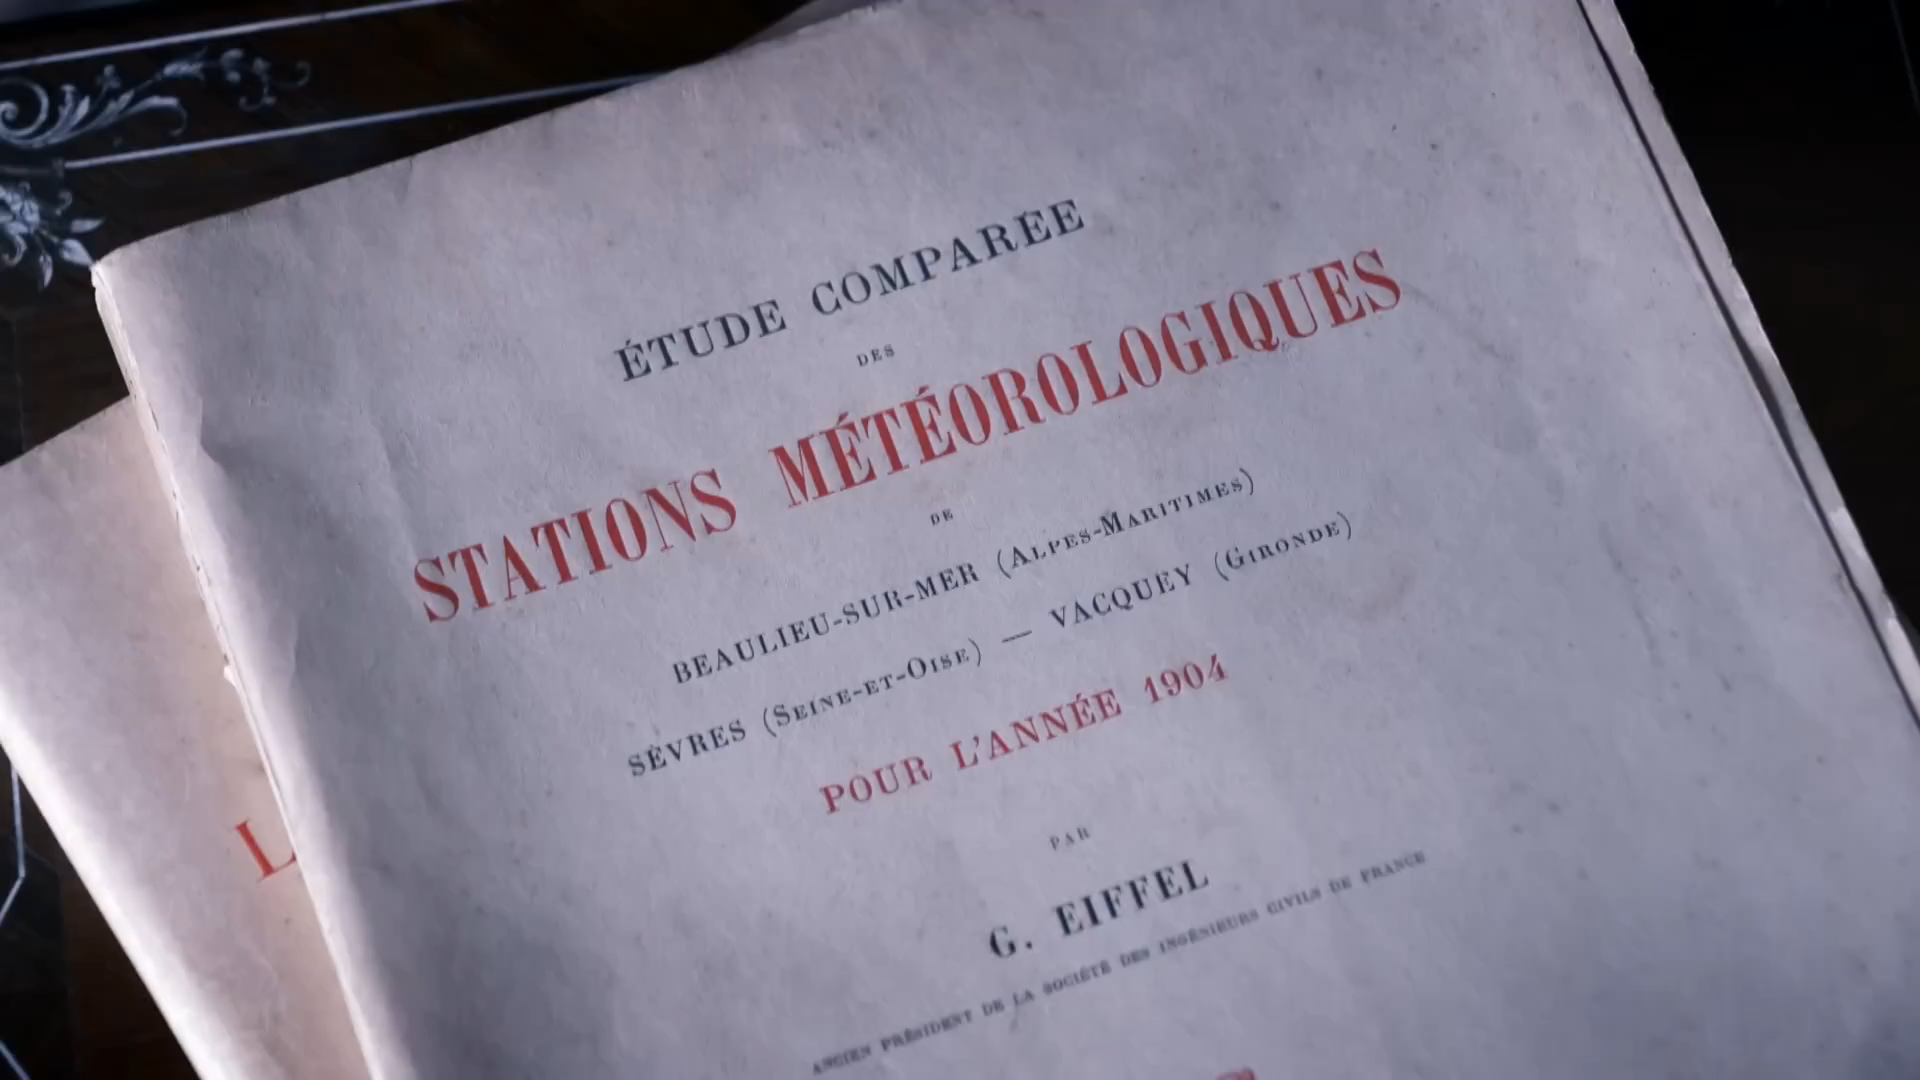 ÉTUDE COMPARÉE
DES
STATIONS MÉTÉOROLOGIQUES
DE
BEAULIEU-SUR-MER (ALPES-MARITIMES)
SÈVRES (SEINE-ET-OISE) — VACQUEY (GIRONDE)
POUR L'ANNÉE 1904
PAR
G. EIFFEL
ANCIEN PRÉSIDENT DE LA SOCIÉTÉ DES INGÉNIEURS CIVILS DE FRANCE
L